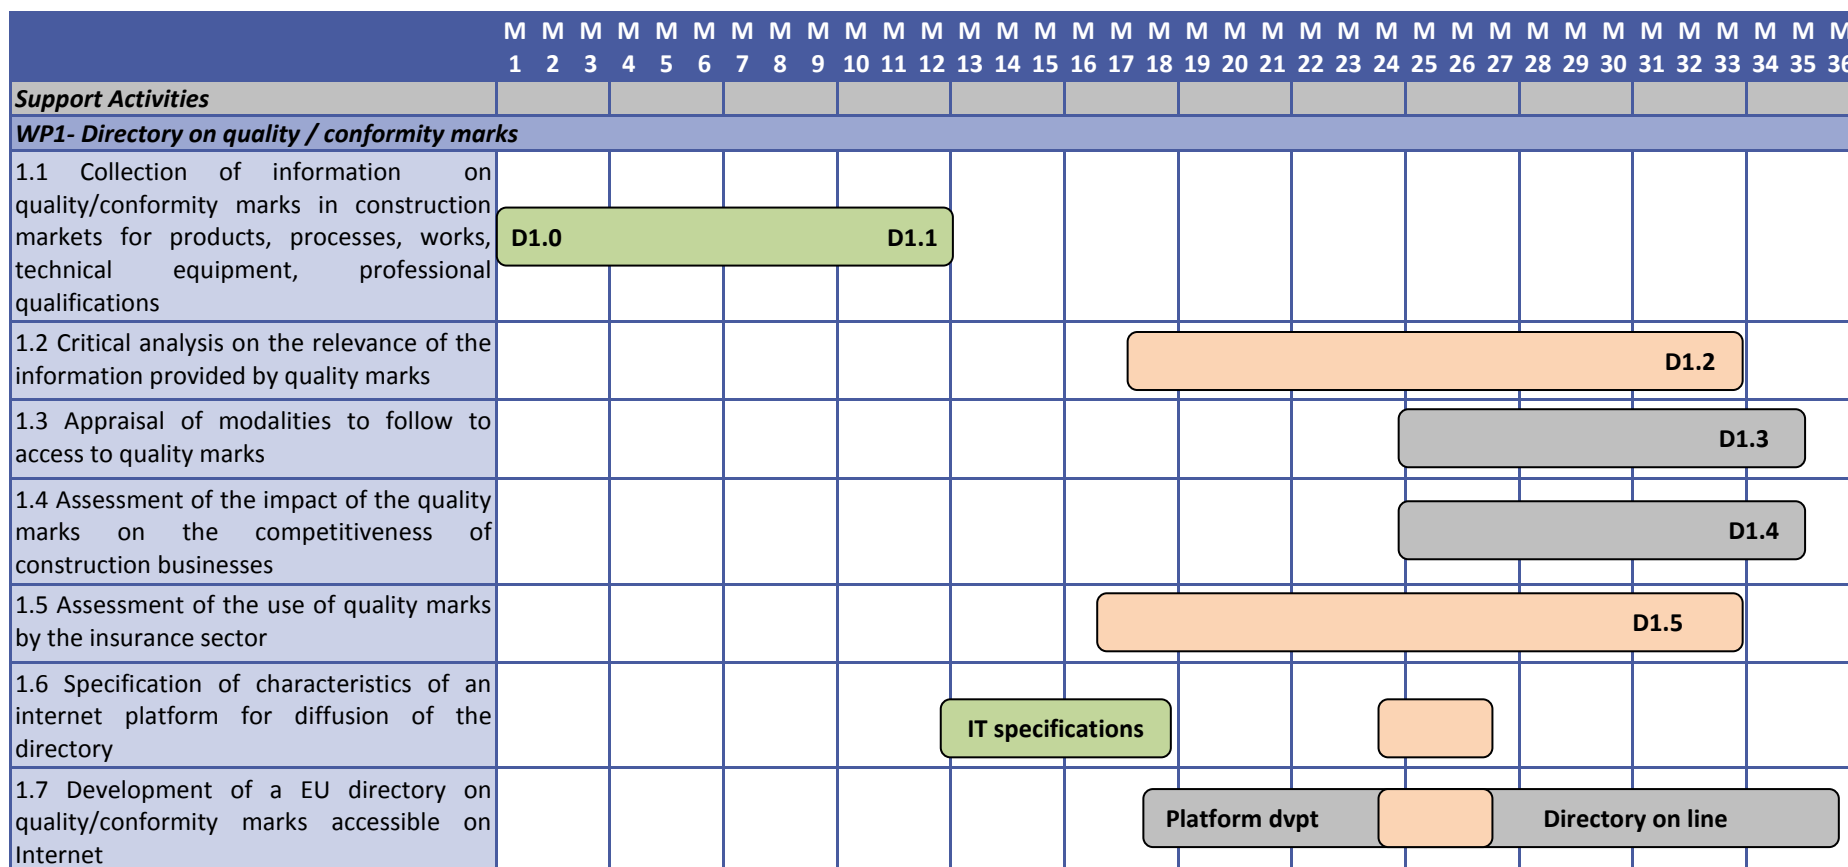 M M M M M M M M M M M M M M M M M M M M M M M M M M M M M M M M M M M M
1 2 3 4 5 6 7 8 9 10 11 12 13 14 15 16 17 18 19 20 21 22 23 24 25 26 27 28 29 30 31 32 33 34 35 36
Support Activities
WP1- Directory on quality / conformity marks
1.1 Collection of information on
quality/conformity marks in construction
markets for products, processes, works,
technical equipment, professional
qualifications
D1.0 D1.1
1.2 Critical analysis on the relevance of the
information provided by quality marks
D1.2
1.3 Appraisal of modalities to follow to
access to quality marks
D1.3
1.4 Assessment of the impact of the quality
marks on the competitiveness of
construction businesses
D1.4
1.5 Assessment of the use of quality marks
by the insurance sector
D1.5
1.6 Specification of characteristics of an
internet platform for diffusion of the
directory
IT specifications
1.7 Development of a EU directory on
quality/conformity marks accessible on
Internet
Platform dvpt Directory on line